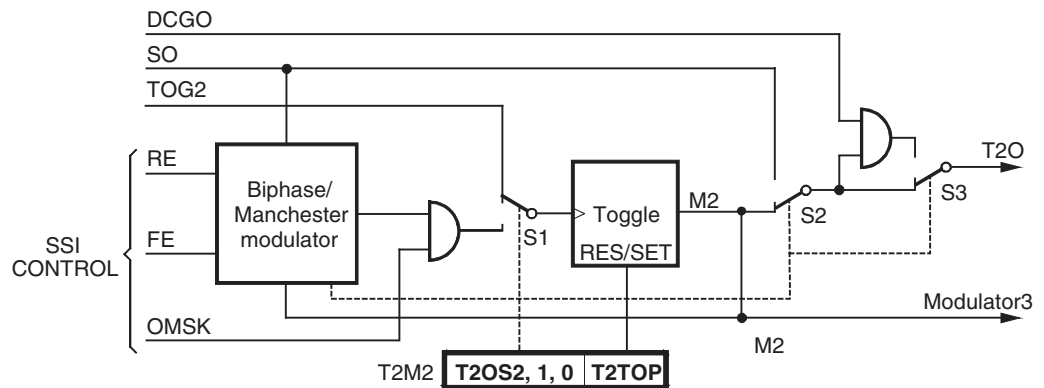 DCGO
SO
TOG2
RE
FE
SSI
CONTROL
OMSK
Biphase/
Manchester
modulator
S1
Toggle
RES/SET
M2
S2
S3
T2O
Modulator3
M2
T2M2
T2OS2, 1, 0
T2TOP